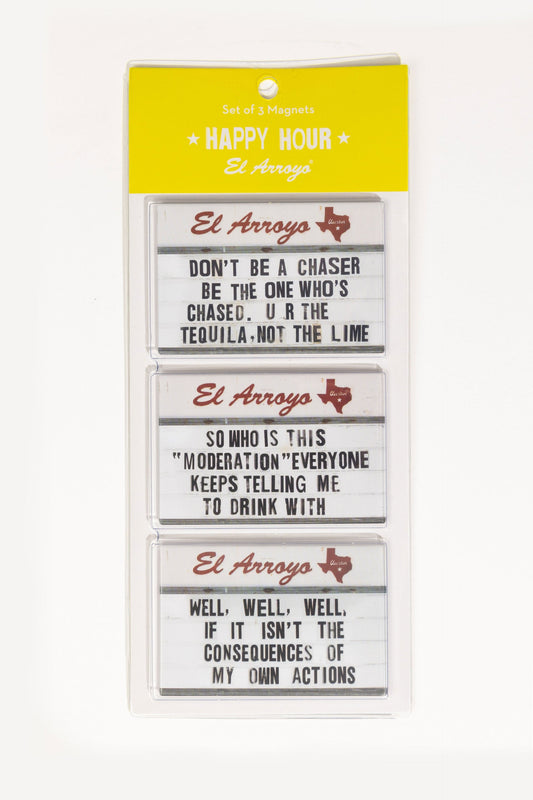 Set of 3 Magnets
★ HAPPY HOUR ★
El Arroyo®
El Arroyo
DON'T BE A CHASER
BE THE ONE WHO'S
CHASED. U R THE
TEQUILA, NOT THE LIME
El Arroyo
SO WHO IS THIS
"MODERATION" EVERYONE
KEEPS TELLING ME
TO DRINK WITH
El Arroyo
WELL, WELL, WELL,
IF IT ISN'T THE
CONSEQUENCES OF
MY OWN ACTIONS